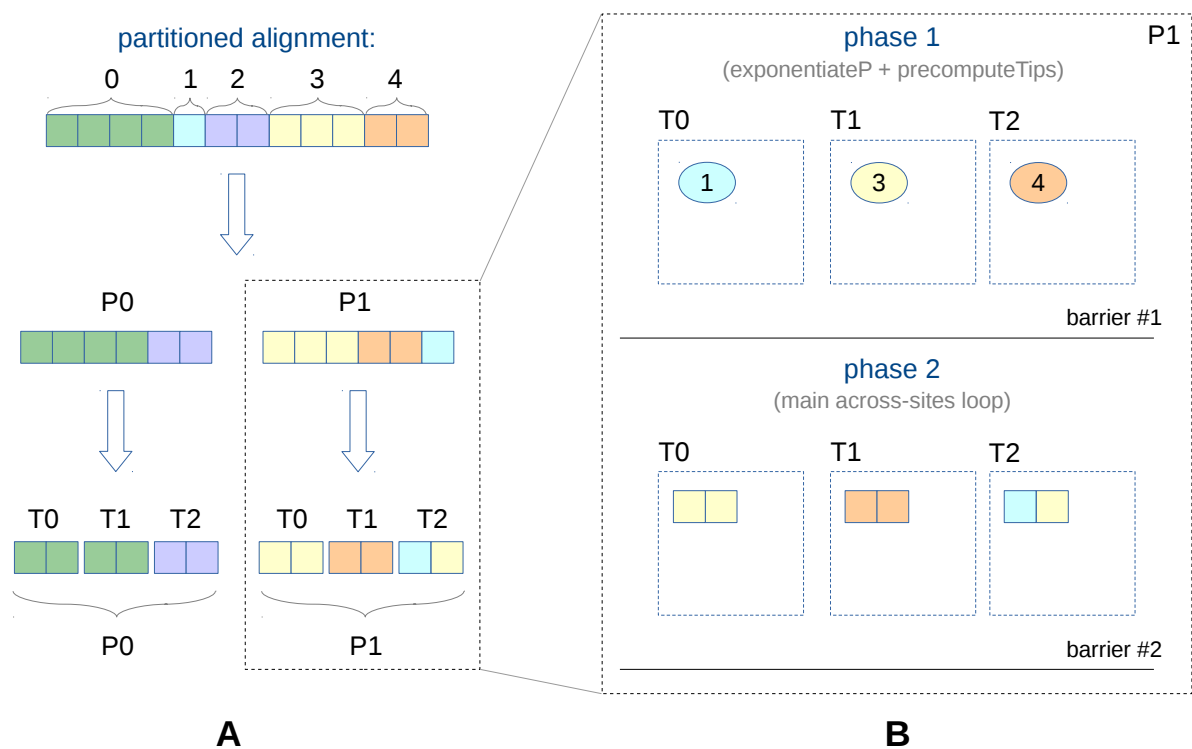 partitioned alignment:
0 1 2 3 4
P0 P1
T0 T1 T2 T0 T1 T2
P0 P1
A
phase 1 P1
(exponentiateP + precomputeTips)
T0 T1 T2
1 3 4
barrier #1
phase 2
(main across-sites loop)
T0 T1 T2
barrier #2
B